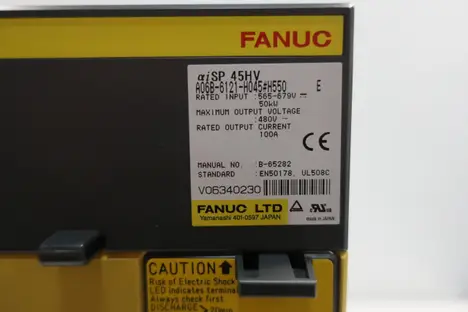 FANUC
αiSP 45HV
A06B-6121-H045#H550 E
RATED INPUT :565-679V ⎓
50kW
MAXIMUM OUTPUT VOLTAGE
:480V ~
RATED OUTPUT CURRENT
100A
CE
MANUAL NO. :B-65282
STANDARD :EN50178, UL508C
V06340230
FANUC LTD
Yamanashi 401-0597 JAPAN
MADE IN JAPAN
CAUTION
Risk of Electric Shock
LED indicates terminal
Always check first
DISCHARGE